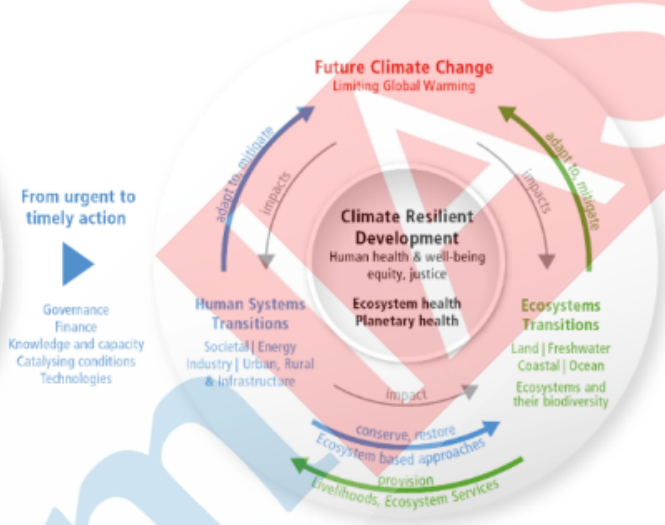 Future Climate Change
Limiting Global Warming
adapt to, mitigate
impacts
impacts
adapt to, mitigate
From urgent to
timely action
Governance
Finance
Knowledge and capacity
Catalysing conditions
Technologies
Climate Resilient
Development
Human health & well-being
equity, justice
Ecosystem health
Planetary health
Human Systems
Transitions
Societal | Energy
Industry | Urban, Rural
& Infrastructure
Ecosystems
Transitions
Land | Freshwater
Coastal | Ocean
Ecosystems and
their biodiversity
impact
conserve, restore
Ecosystem based approaches
provision
Livelihoods, Ecosystem Services